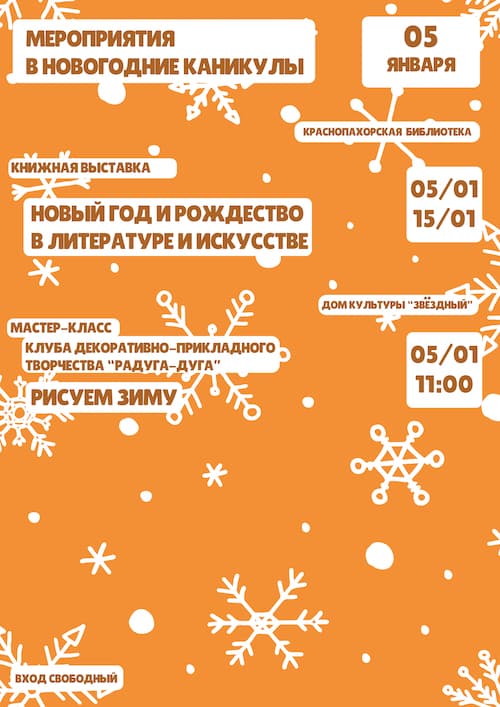 МЕРОПРИЯТИЯ
В НОВОГОДНИЕ КАНИКУЛЫ
05
ЯНВАРЯ
КРАСНОПАХОРСКАЯ БИБЛИОТЕКА
КНИЖНАЯ ВЫСТАВКА
05/01
15/01
НОВЫЙ ГОД И РОЖДЕСТВО
В ЛИТЕРАТУРЕ И ИСКУССТВЕ
ДОМ КУЛЬТУРЫ "ЗВЁЗДНЫЙ"
МАСТЕР-КЛАСС
КЛУБА ДЕКОРАТИВНО-ПРИКЛАДНОГО
ТВОРЧЕСТВА "РАДУГА-ДУГА"
05/01
11:00
РИСУЕМ ЗИМУ
ВХОД СВОБОДНЫЙ